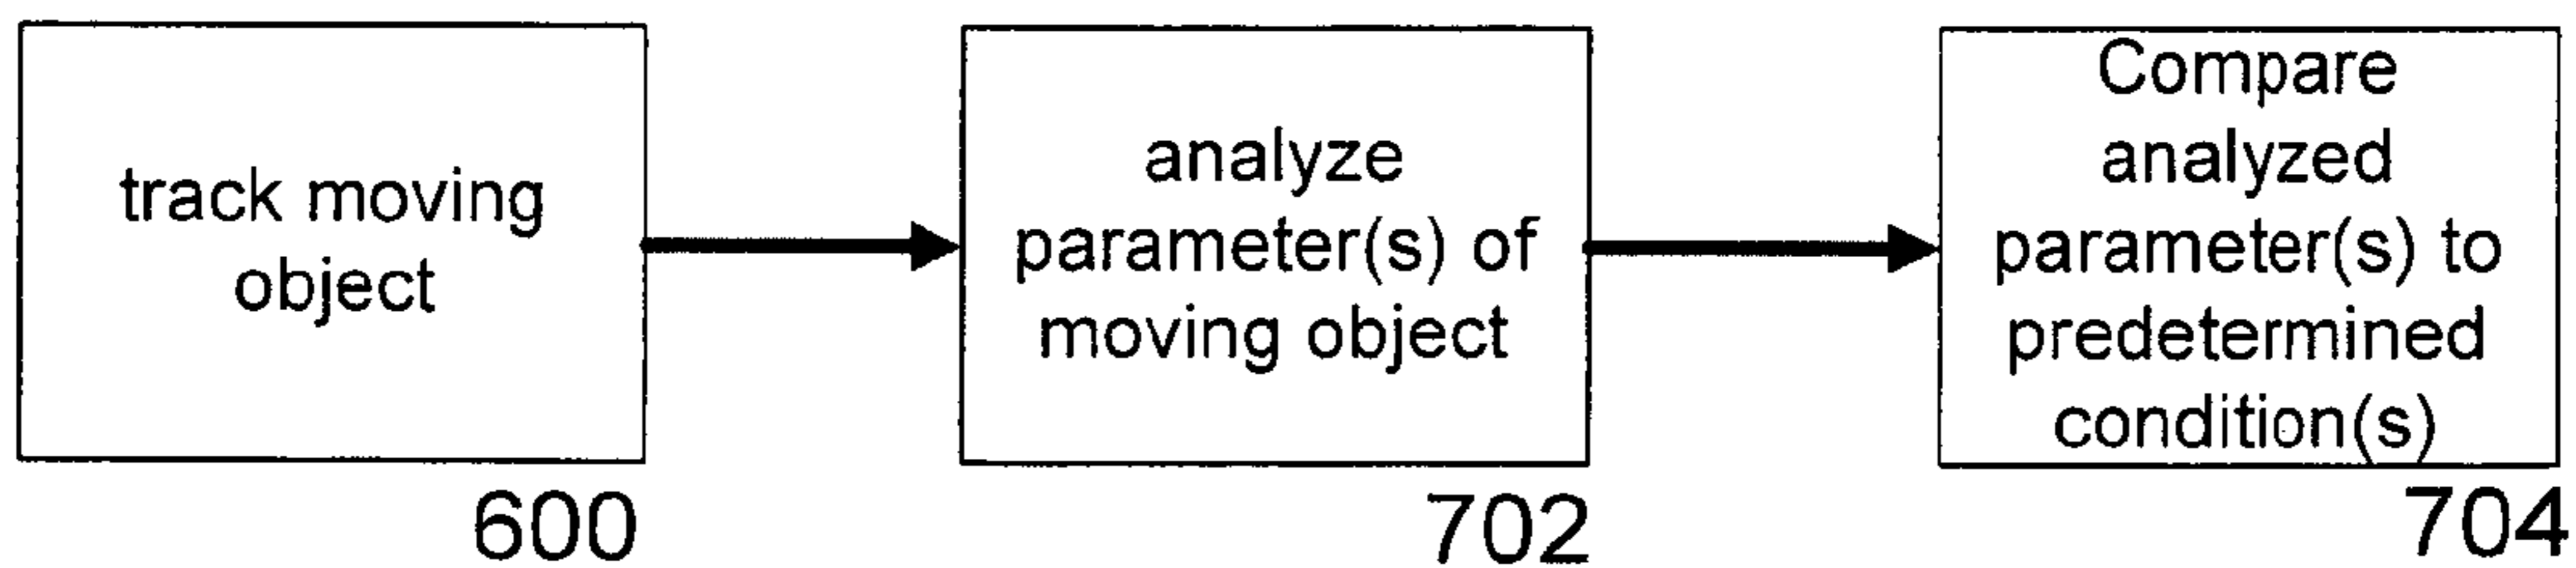 track moving
object
600
analyze
parameter(s) of
moving object
702
Compare
analyzed
parameter(s) to
predetermined
condition(s)
704